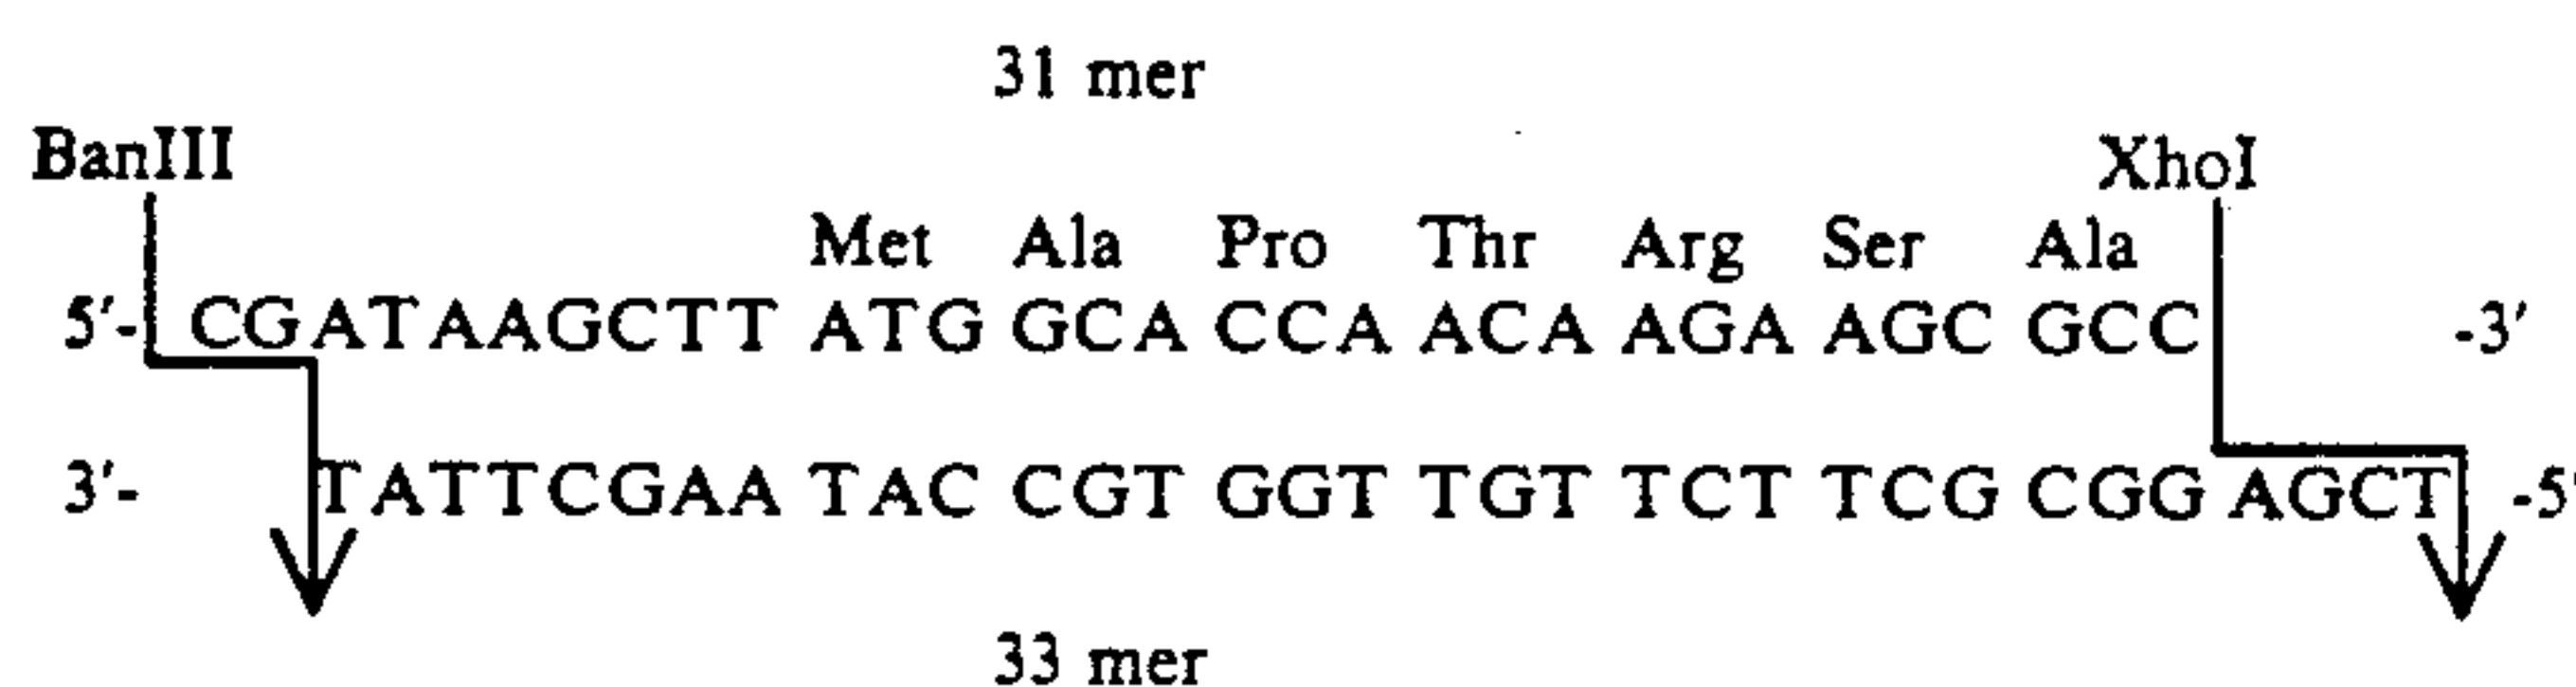 31 mer
BanIII XhoI
Met Ala Pro Thr Arg Ser Ala
5'- CGATAAGCTT ATG GCA CCA ACA AGA AGC GCC -3'
3'- TATTCGAA TAC CGT GGT TGT TCT TCG CGG AGCT -5'
33 mer